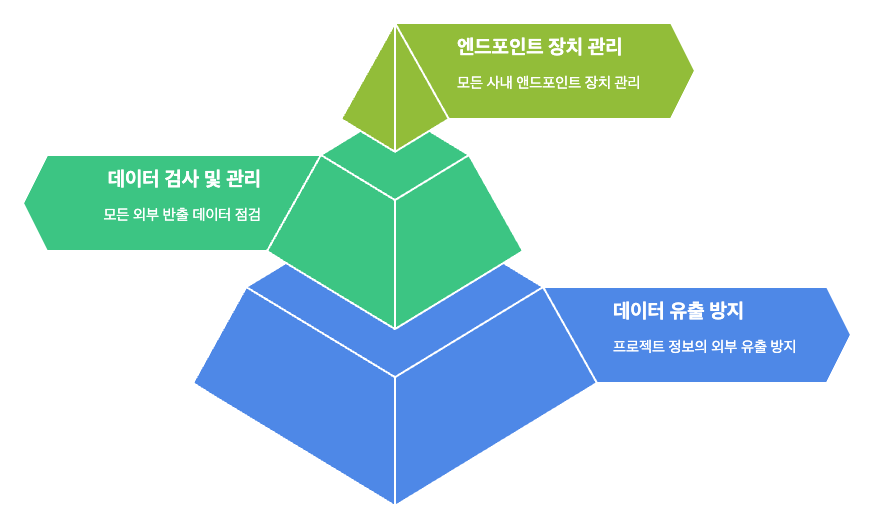 엔드포인트 장치 관리
모든 사내 앤드포인트 장치 관리
데이터 검사 및 관리
모든 외부 반출 데이터 점검
데이터 유출 방지
프로젝트 정보의 외부 유출 방지